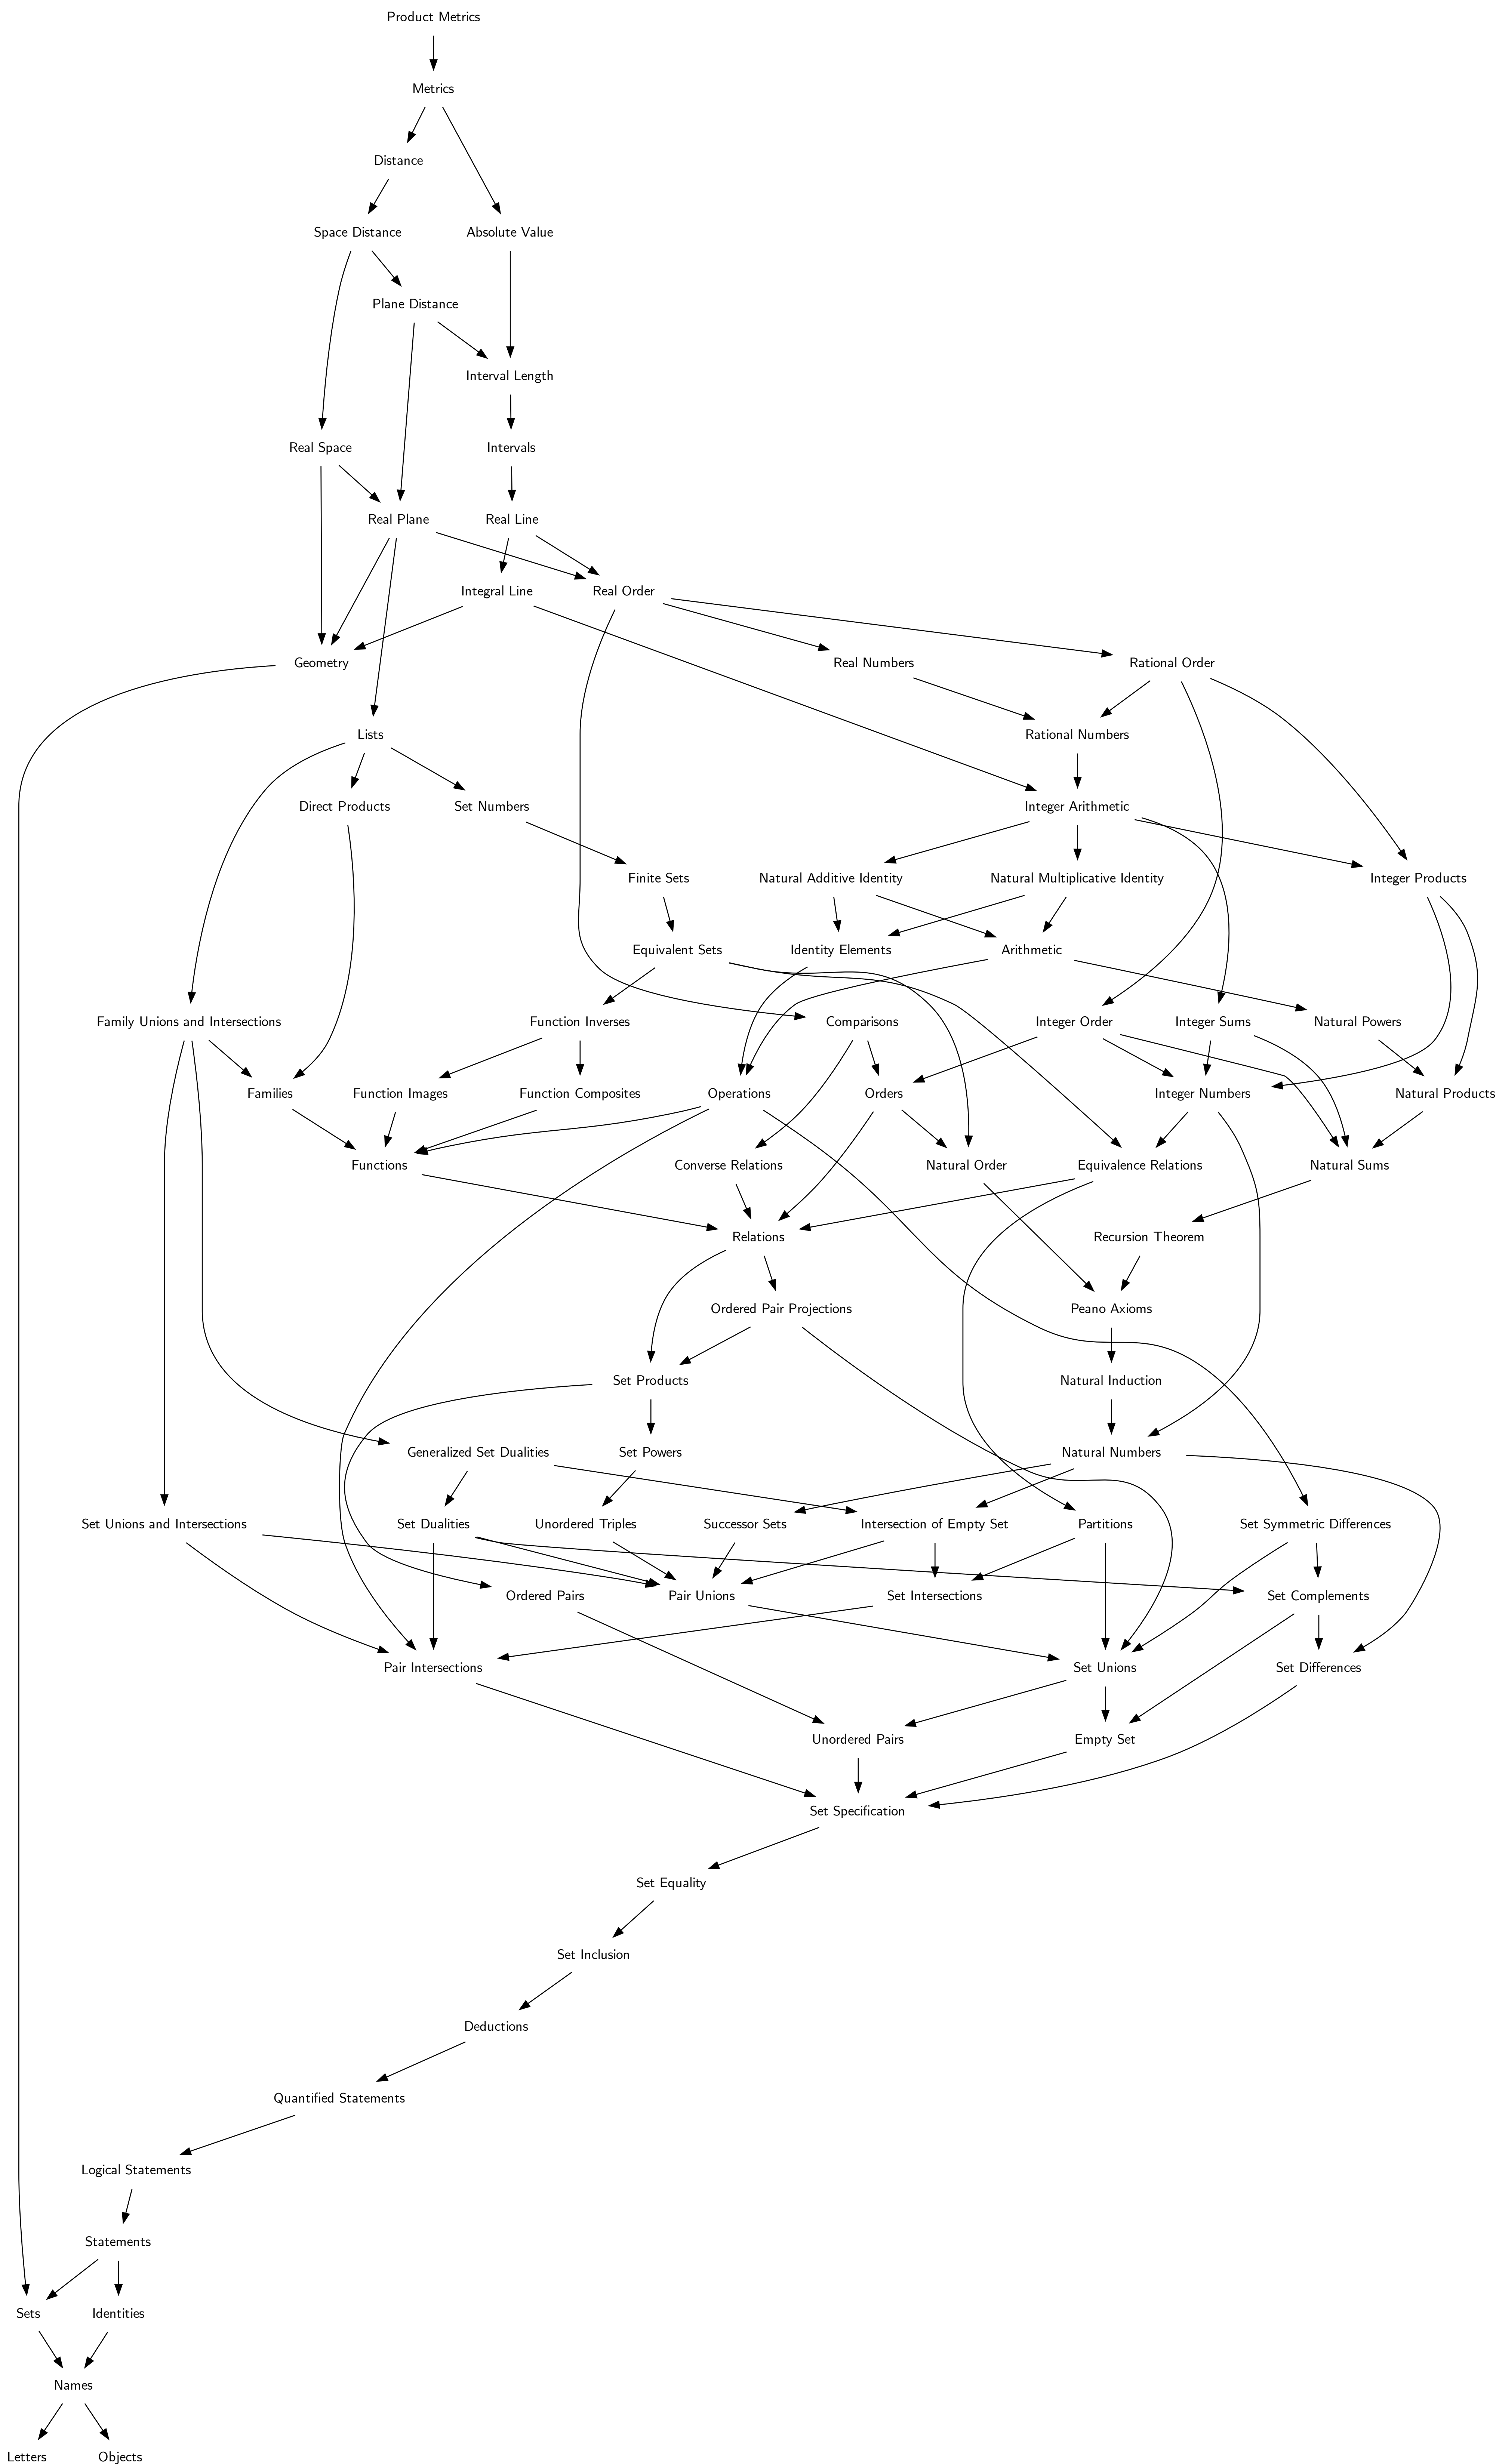 Product Metrics
Metrics
Distance
Space Distance
Absolute Value
Plane Distance
Interval Length
Real Space
Intervals
Real Plane
Real Line
Integral Line
Real Order
Geometry
Real Numbers
Rational Order
Lists
Rational Numbers
Direct Products
Set Numbers
Integer Arithmetic
Finite Sets
Natural Additive Identity
Natural Multiplicative Identity
Integer Products
Equivalent Sets
Identity Elements
Arithmetic
Family Unions and Intersections
Function Inverses
Comparisons
Integer Order
Integer Sums
Natural Powers
Families
Function Images
Function Composites
Operations
Orders
Integer Numbers
Natural Products
Functions
Converse Relations
Natural Order
Equivalence Relations
Natural Sums
Relations
Recursion Theorem
Ordered Pair Projections
Peano Axioms
Set Products
Natural Induction
Generalized Set Dualities
Set Powers
Natural Numbers
Set Unions and Intersections
Set Dualities
Unordered Triples
Successor Sets
Intersection of Empty Set
Partitions
Set Symmetric Differences
Ordered Pairs
Pair Unions
Set Intersections
Set Complements
Pair Intersections
Set Unions
Set Differences
Unordered Pairs
Empty Set
Set Specification
Set Equality
Set Inclusion
Deductions
Quantified Statements
Logical Statements
Statements
Sets
Identities
Names
Letters
Objects